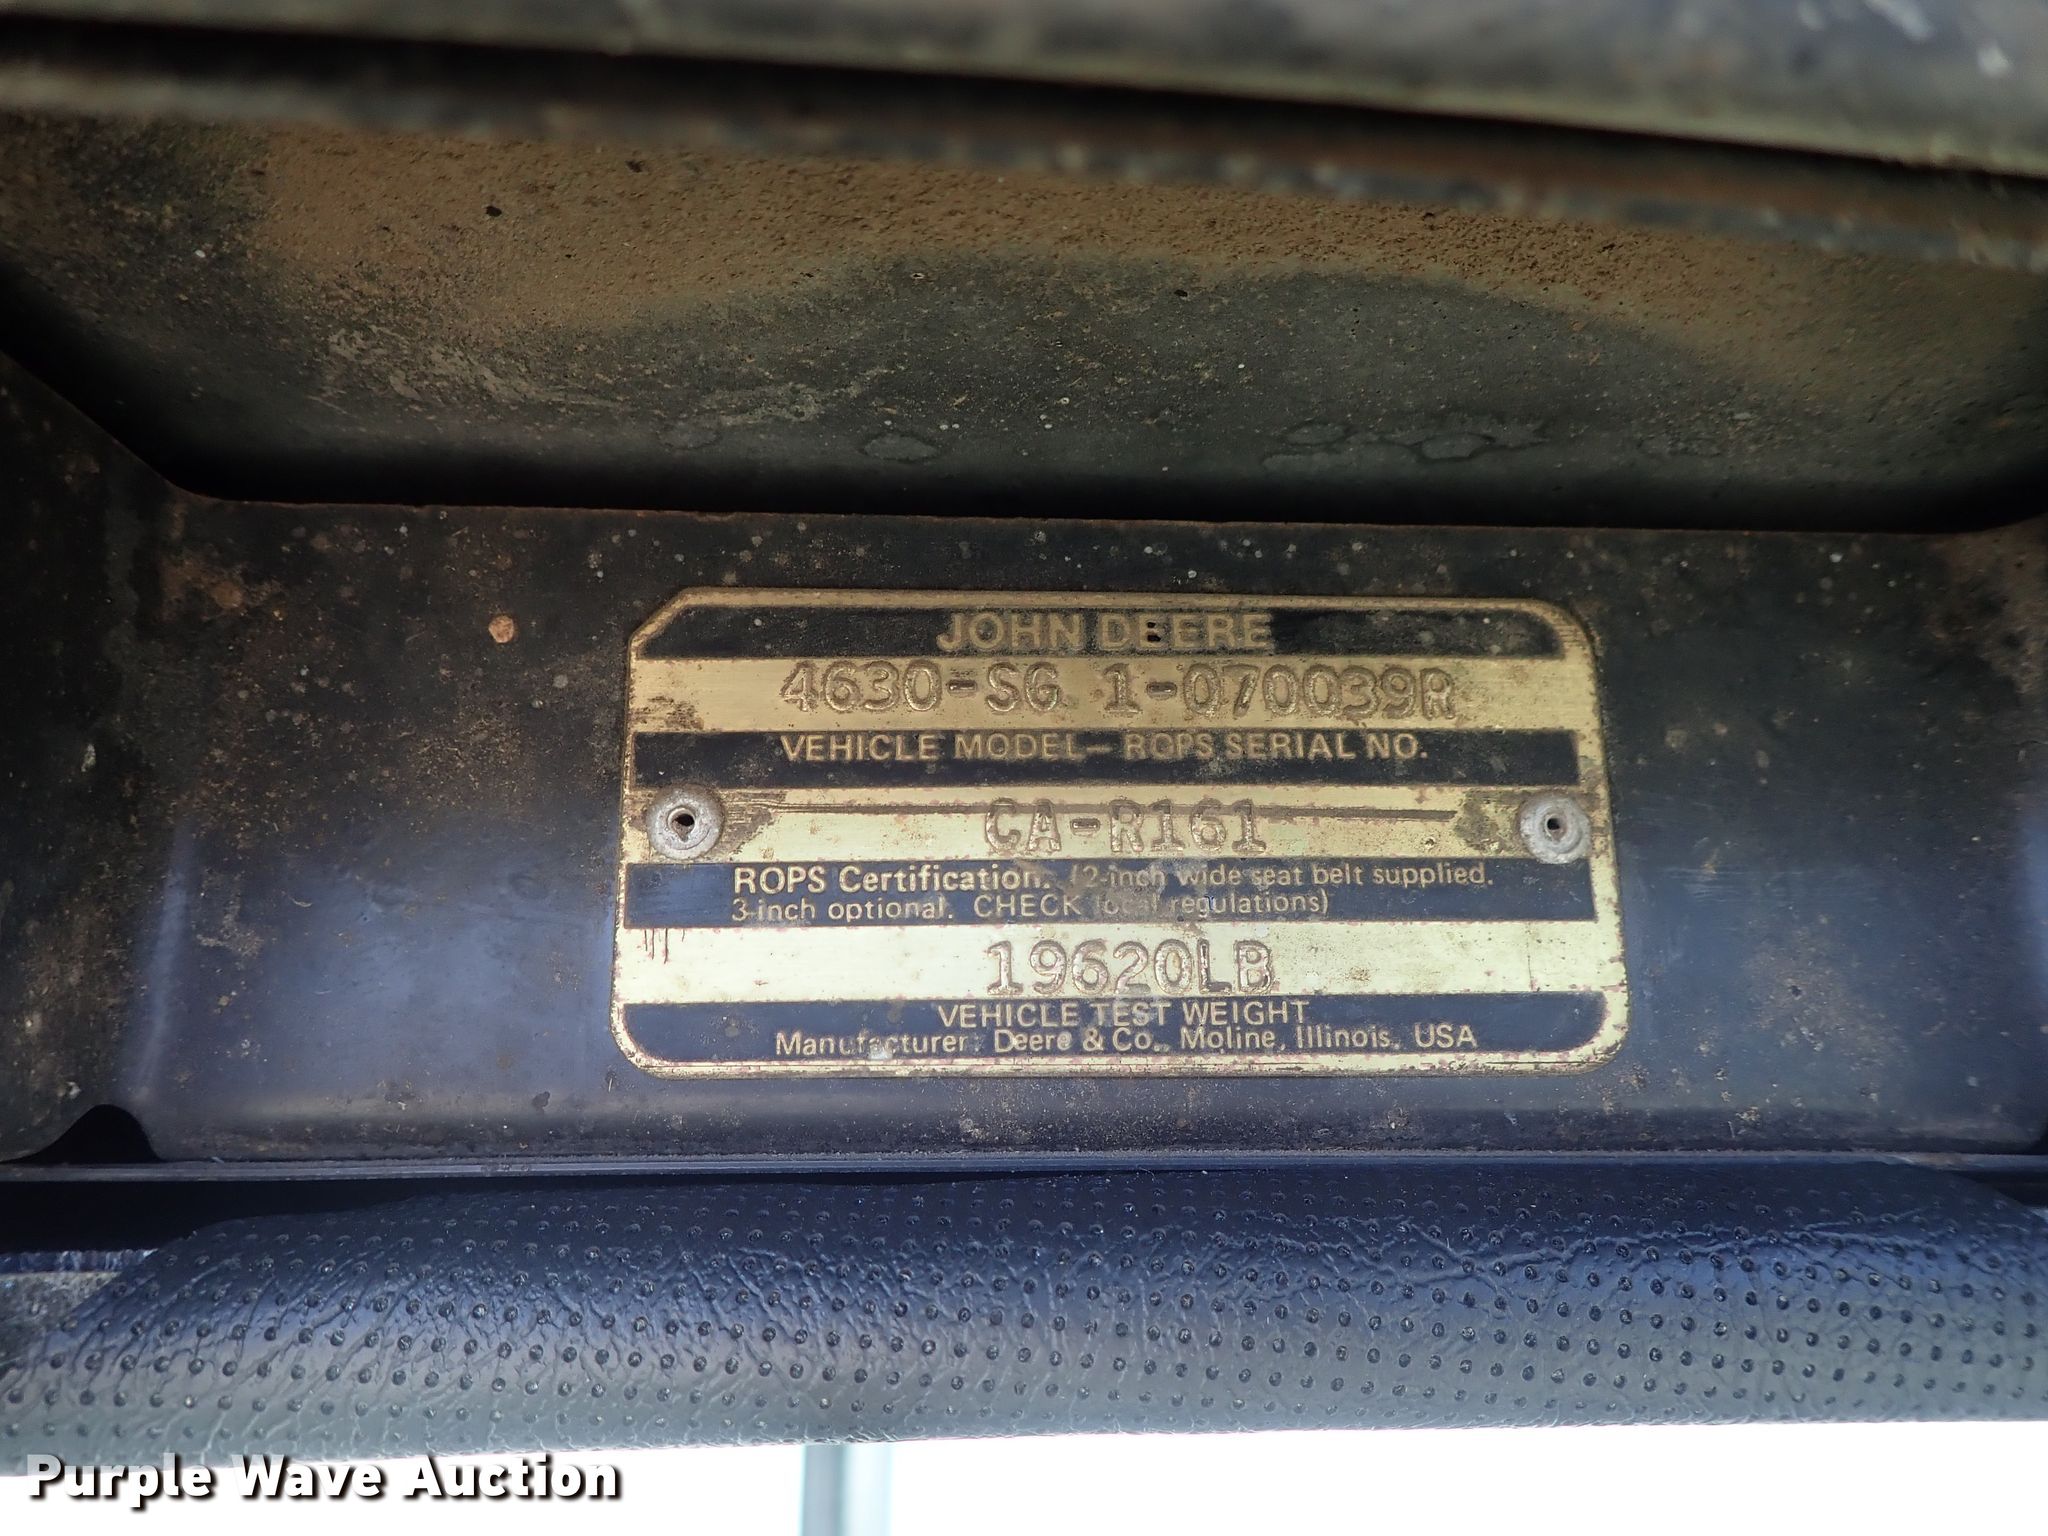 JOHN DEERE
4630-SG 1-070039R
VEHICLE MODEL— ROPS SERIAL NO.
CA-R161
ROPS Certification. (2-inch wide seat belt supplied.
3-inch optional. CHECK local regulations)
19620LB
VEHICLE TEST WEIGHT
Manufacturer: Deere & Co., Moline, Illinois, USA
Purple Wave Auction